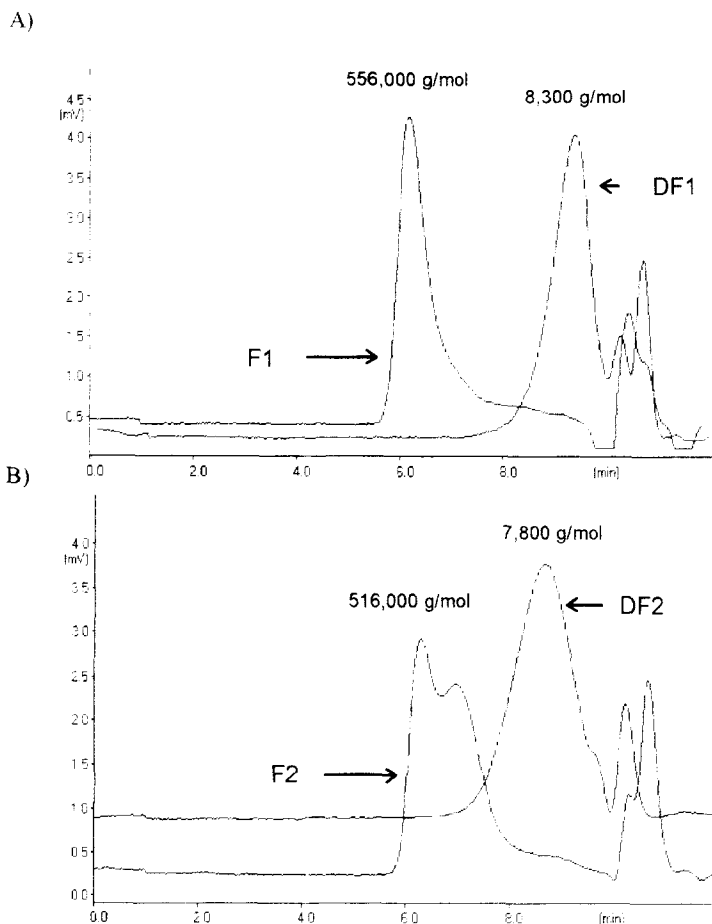 A)
556,000 g/mol
8,300 g/mol
4.5
[mV]
4.0
3.5
DF1
3.0
2.5
2.0
1.5
F1
1.0
0.5
0.0 2.0 4.0 6.0 8.0 [min]
B)
7,800 g/mol
4.0
[mV]
516,000 g/mol
3.5
DF2
3.0
2.5
2.0
1.5
F2
1.0
0.5
0.0
0.0 2.0 4.0 6.0 8.0 [min]